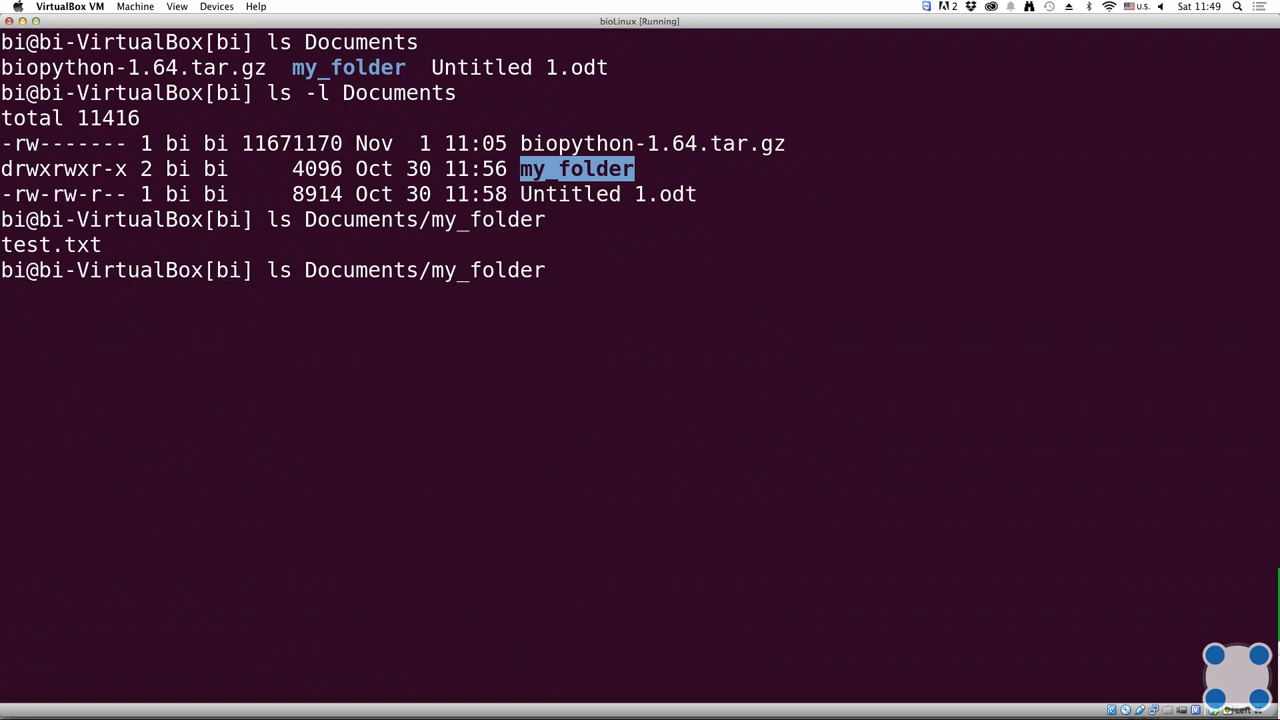 VirtualBox VM Machine View Devices Help 2 U.S. Sat 11:49
bioLinux [Running]
bi@bi-VirtualBox[bi] ls Documents
biopython-1.64.tar.gz my_folder Untitled 1.odt
bi@bi-VirtualBox[bi] ls -l Documents
total 11416
-rw------- 1 bi bi 11671170 Nov 1 11:05 biopython-1.64.tar.gz
drwxrwxr-x 2 bi bi 4096 Oct 30 11:56 my_folder
-rw-rw-r-- 1 bi bi 8914 Oct 30 11:58 Untitled 1.odt
bi@bi-VirtualBox[bi] ls Documents/my_folder
test.txt
bi@bi-VirtualBox[bi] ls Documents/my_folder
Left